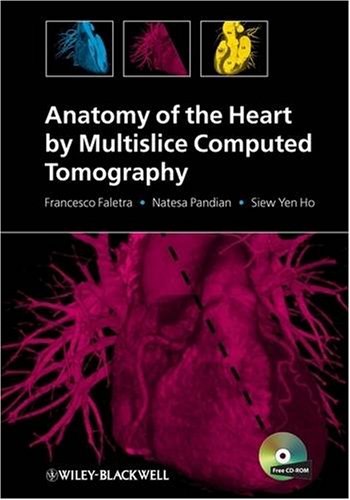 Anatomy of the Heart
by Multislice Computed
Tomography
Francesco Faletra • Natesa Pandian • Siew Yen Ho
WILEY-BLACKWELL
Free CD-ROM